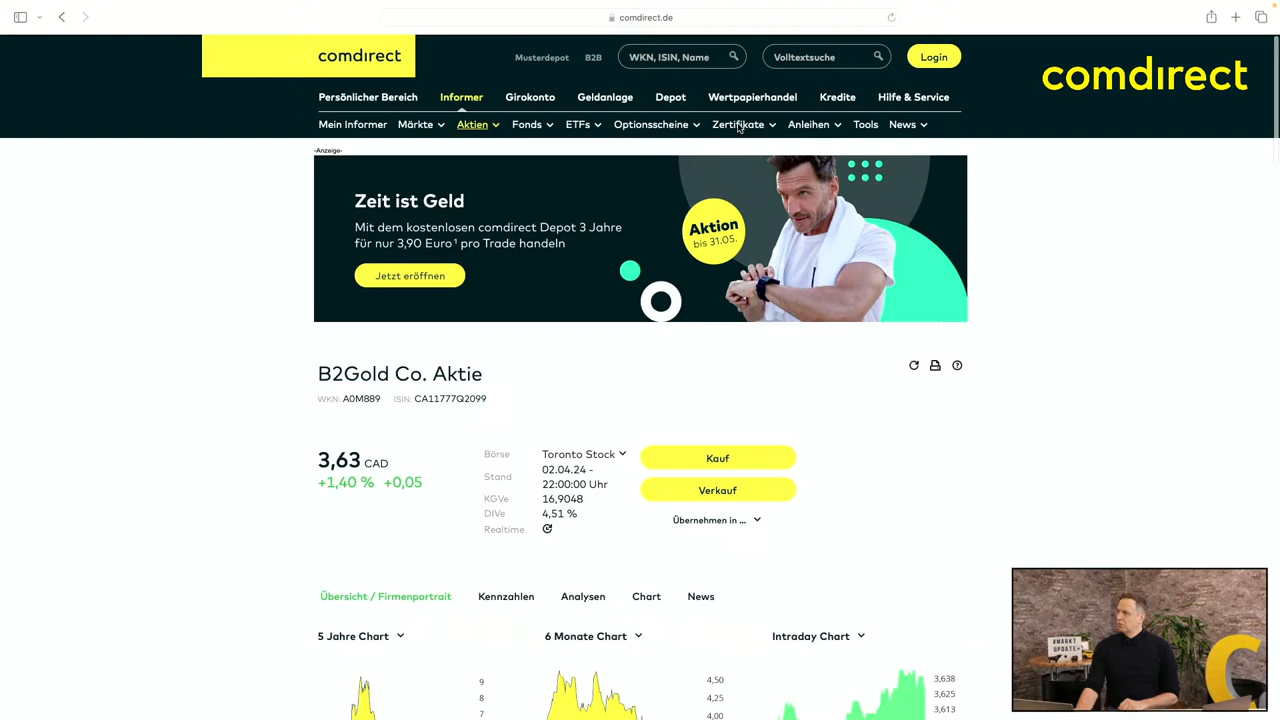 comdirect.de
comdirect
Musterdepot
B2B
WKN, ISIN, Name
Volltextsuche
Login
comdirect
Persönlicher Bereich
Informer
Girokonto
Geldanlage
Depot
Wertpapierhandel
Kredite
Hilfe & Service
Mein Informer
Märkte
Aktien
Fonds
ETFs
Optionsscheine
Zertifikate
Anleihen
Tools
News
-Anzeige-
Zeit ist Geld
Mit dem kostenlosen comdirect Depot 3 Jahre
für nur 3,90 Euro¹ pro Trade handeln
Jetzt eröffnen
Aktion
bis 31.05.
B2Gold Co. Aktie
WKN: A0M889 ISIN: CA11777Q2099
3,63 CAD
+1,40 % +0,05
Börse Toronto Stock
Stand 02.04.24 -
22:00:00 Uhr
KGVe 16,9048
DIVe 4,51 %
Realtime
Kauf
Verkauf
Übernehmen in ...
Übersicht / Firmenportrait
Kennzahlen
Analysen
Chart
News
5 Jahre Chart
6 Monate Chart
Intraday Chart
9
8
7
4,50
4,25
4,00
3,638
3,625
3,613
#MARKT
UPDATE